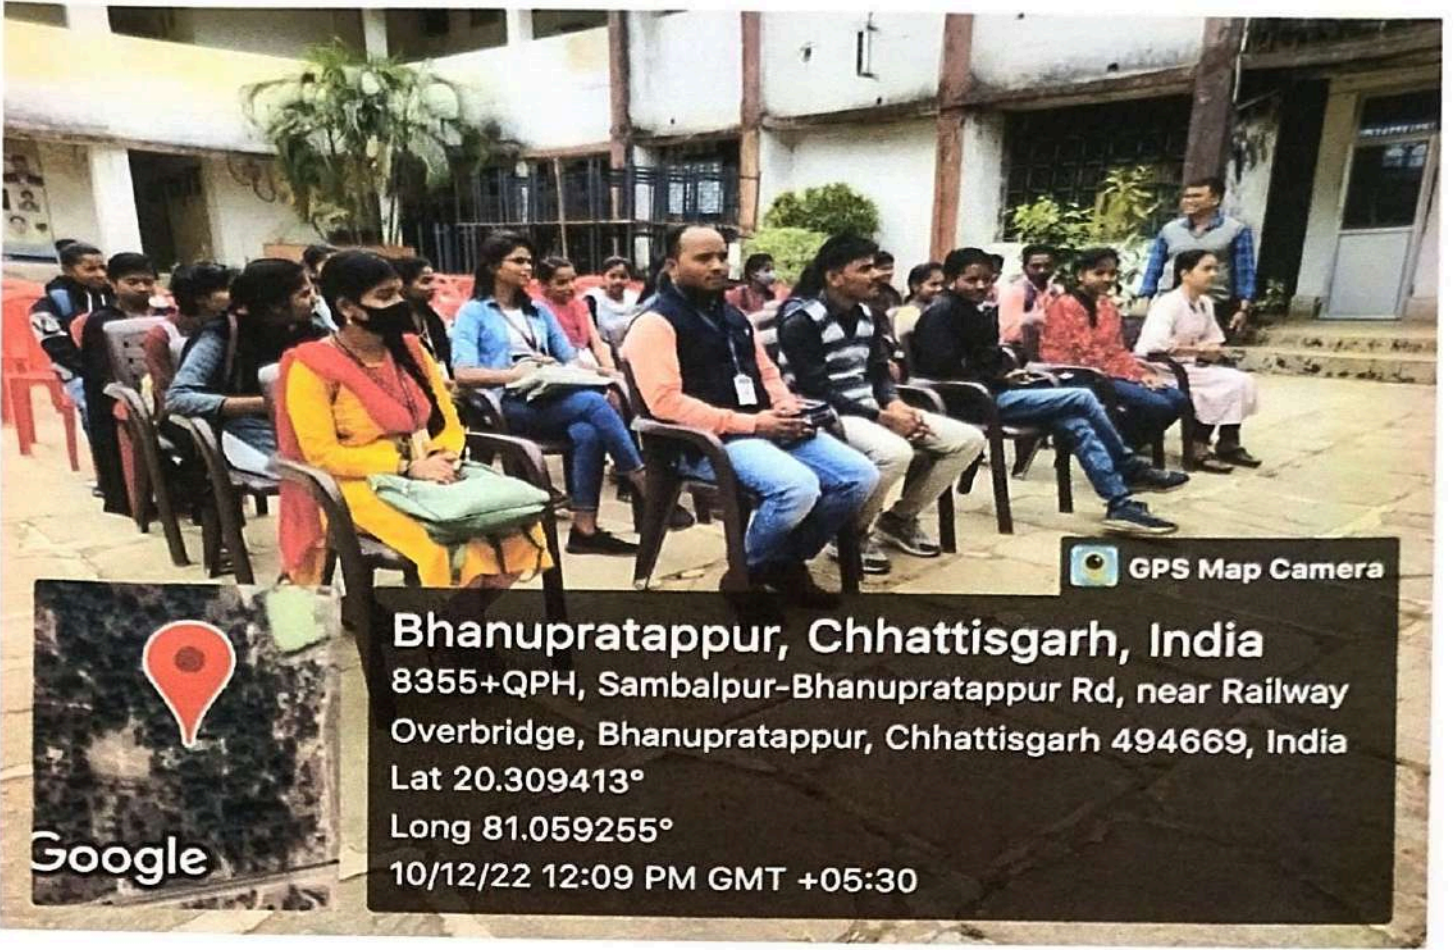 GPS Map Camera
Bhanupratappur, Chhattisgarh, India
8355+QPH, Sambalpur-Bhanupratappur Rd, near Railway
Overbridge, Bhanupratappur, Chhattisgarh 494669, India
Lat 20.309413°
Long 81.059255°
10/12/22 12:09 PM GMT +05:30
Google